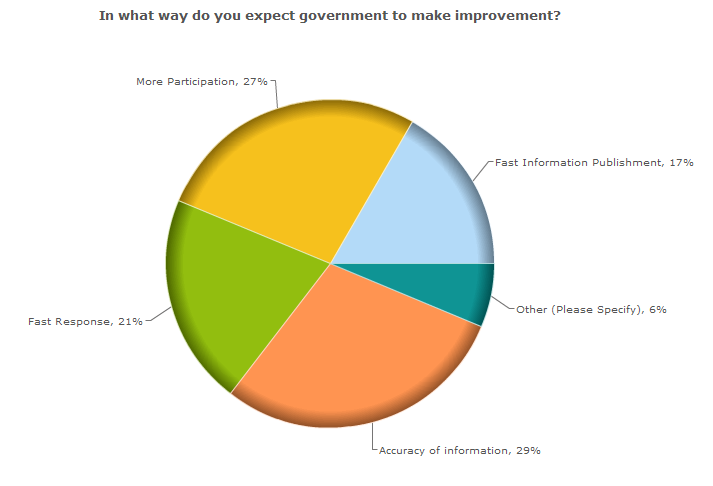 In what way do you expect government to make improvement?
More Participation, 27%
Fast Information Publishment, 17%
Other (Please Specify), 6%
Fast Response, 21%
Accuracy of information, 29%